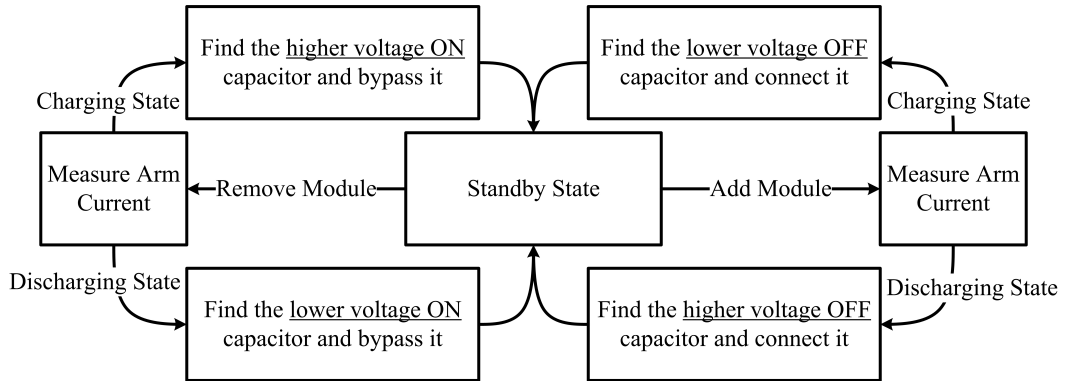 Find the higher voltage ON
capacitor and bypass it
Find the lower voltage OFF
capacitor and connect it
Charging State
Charging State
Measure Arm
Current
Remove Module
Standby State
Add Module
Measure Arm
Current
Discharging State
Discharging State
Find the lower voltage ON
capacitor and bypass it
Find the higher voltage OFF
capacitor and connect it